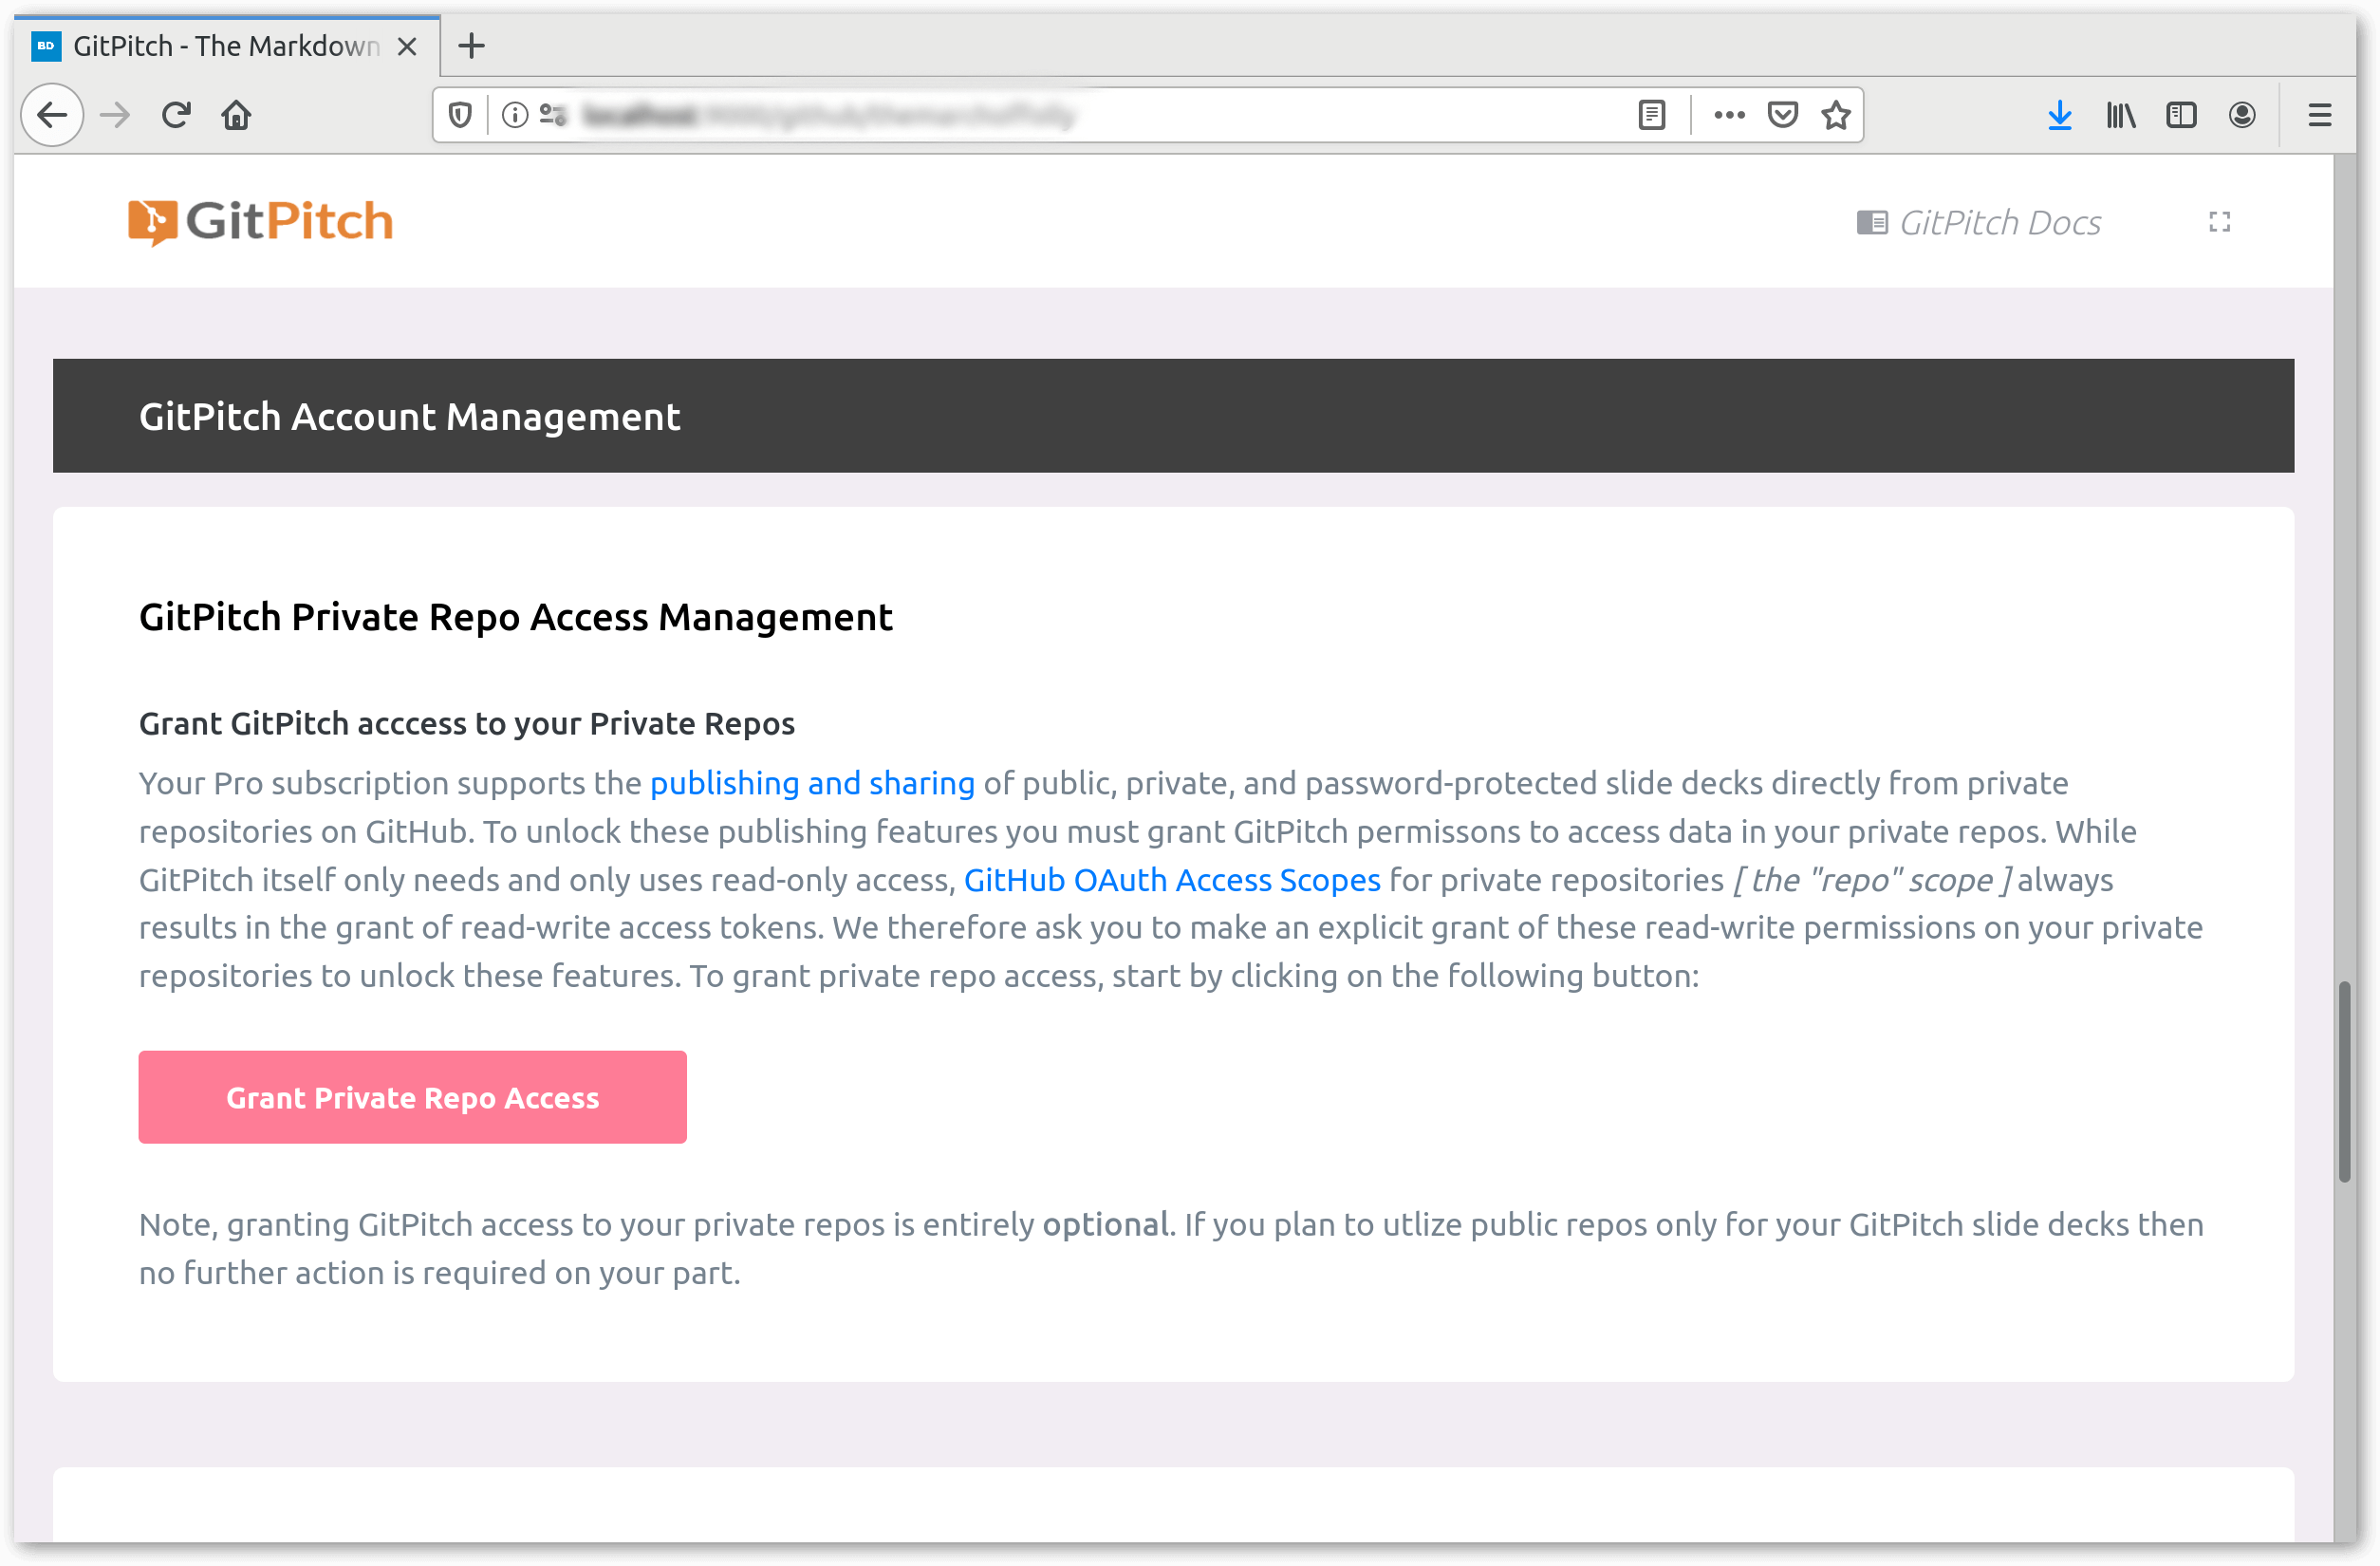 BD GitPitch - The Markdown
GitPitch
GitPitch Docs
GitPitch Account Management
GitPitch Private Repo Access Management
Grant GitPitch acccess to your Private Repos
Your Pro subscription supports the publishing and sharing of public, private, and password-protected slide decks directly from private
repositories on GitHub. To unlock these publishing features you must grant GitPitch permissons to access data in your private repos. While
GitPitch itself only needs and only uses read-only access, GitHub OAuth Access Scopes for private repositories [ the "repo" scope ] always
results in the grant of read-write access tokens. We therefore ask you to make an explicit grant of these read-write permissions on your private
repositories to unlock these features. To grant private repo access, start by clicking on the following button:
Grant Private Repo Access
Note, granting GitPitch access to your private repos is entirely optional. If you plan to utlize public repos only for your GitPitch slide decks then
no further action is required on your part.